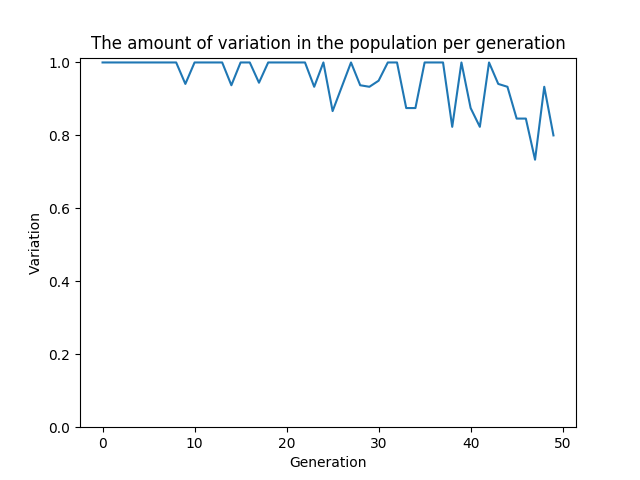 The amount of variation in the population per generation
1.0
0.8
0.6
0.4
0.2
0.0
Variation
0 10 20 30 40 50
Generation